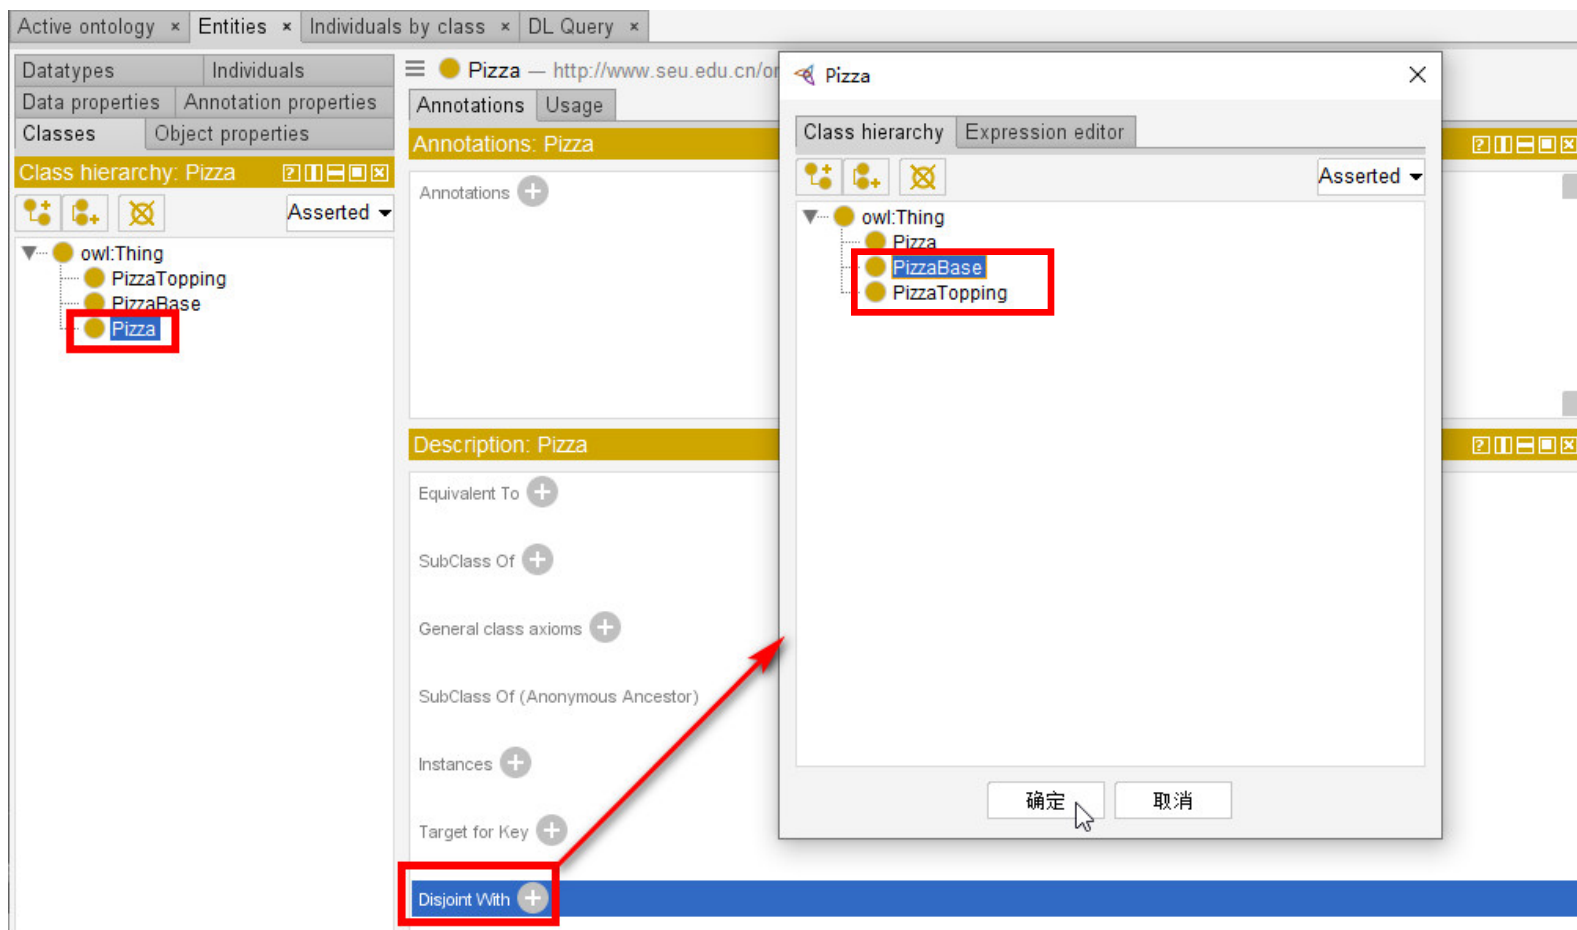 Active ontology × Entities × Individuals by class × DL Query ×
Datatypes Individuals
Data properties Annotation properties
Classes Object properties
Class hierarchy: Pizza
Asserted
owl:Thing
PizzaTopping
PizzaBase
Pizza
Pizza — http://www.seu.edu.cn/or
Annotations Usage
Annotations: Pizza
Annotations
Description: Pizza
Equivalent To
SubClass Of
General class axioms
SubClass Of (Anonymous Ancestor)
Instances
Target for Key
Disjoint With
Pizza
Class hierarchy Expression editor
Asserted
owl:Thing
Pizza
PizzaBase
PizzaTopping
确定 取消